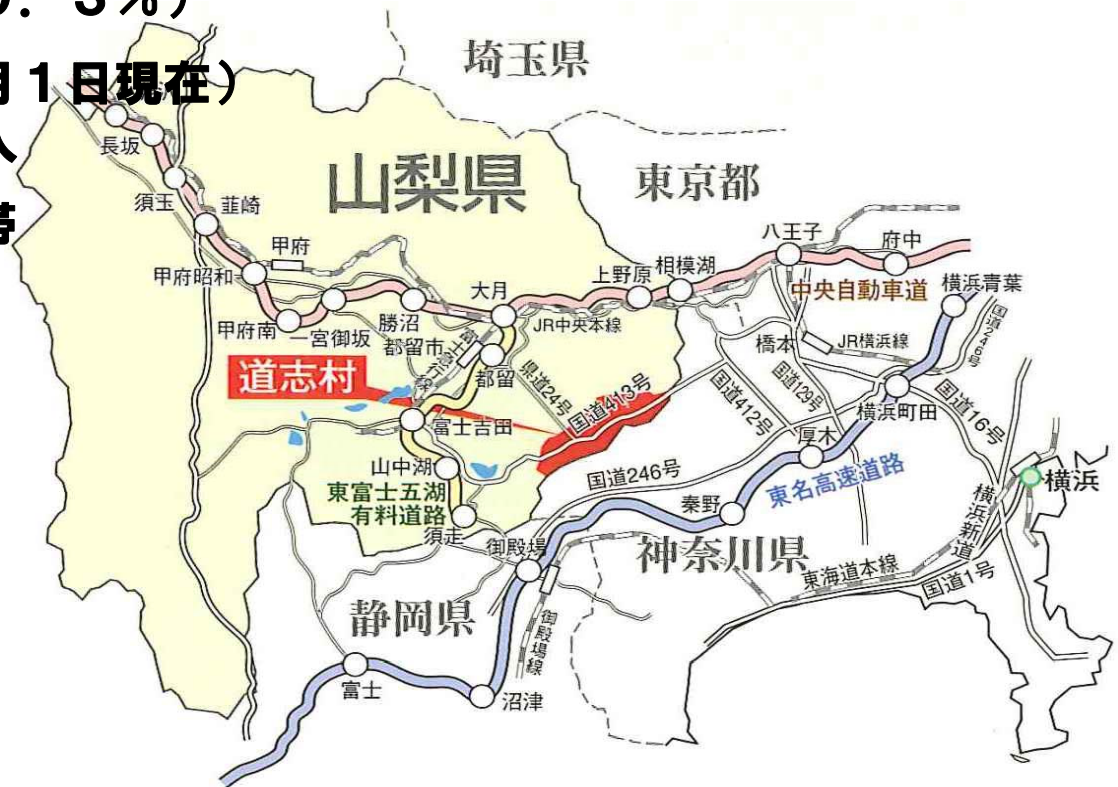 ．３％）
月１日現在）
人
帯
埼玉県
長坂
須玉
韮崎
山梨県
東京都
甲府
甲府昭和
八王子
府中
上野原
相模湖
中央自動車道
横浜青葉
大月
甲府南
一宮御坂
勝沼
都留市
JR中央本線
橋本
JR横浜線
国道246号
道志村
都留
県道24号
国道413号
国道412号
国道129号
横浜町田
国道16号
富士吉田
厚木
山中湖
国道246号
東名高速道路
横浜
東富士五湖
有料道路
秦野
横浜新道
須走
御殿場
神奈川県
東海道本線
国道1号
静岡県
御殿場線
富士
沼津